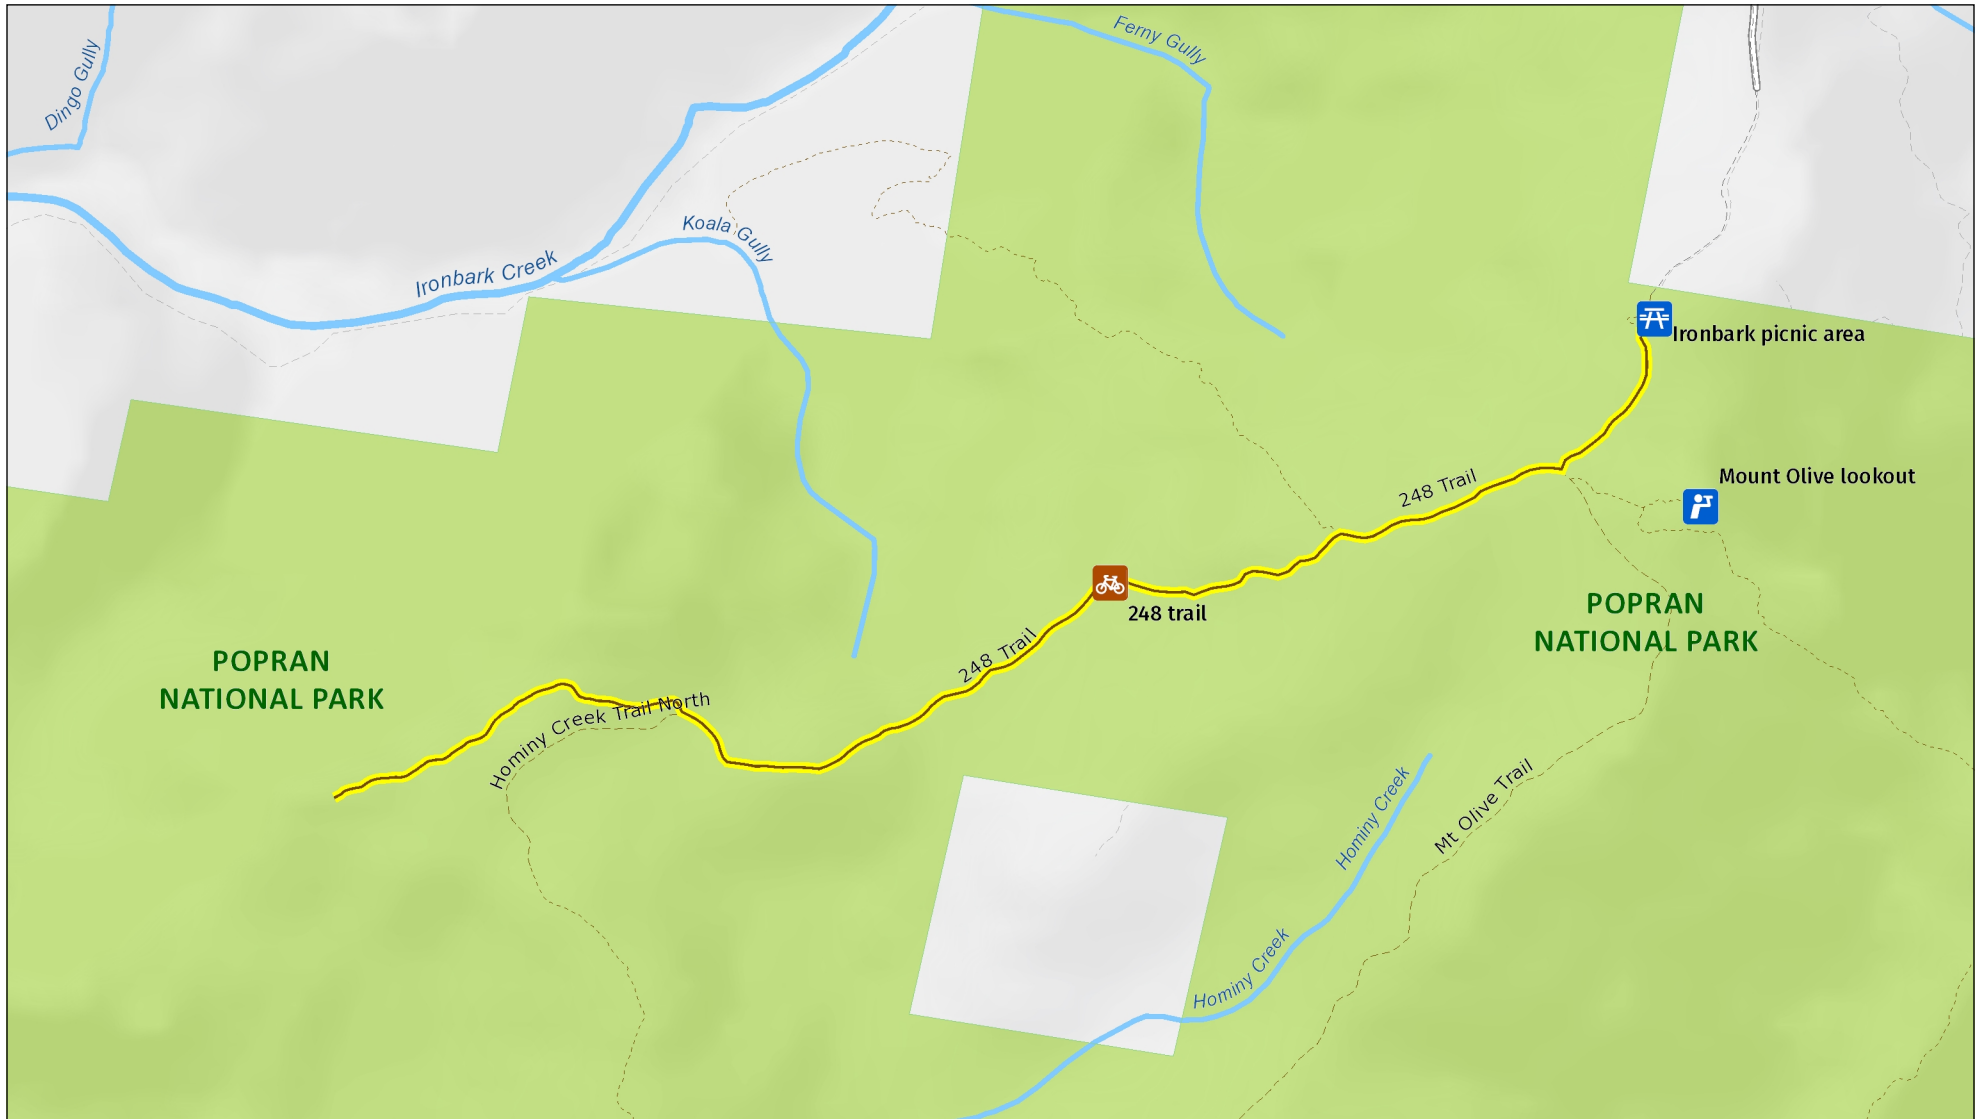 Ferny Gully
Dingo Gully
Koala Gully
Ironbark Creek
Ironbark picnic area
Mount Olive lookout
248 Trail
248 trail
POPRAN
NATIONAL PARK
248 Trail
POPRAN
NATIONAL PARK
Hominy Creek Trail North
Hominy Creek
Mt Olive Trail
Hominy Creek